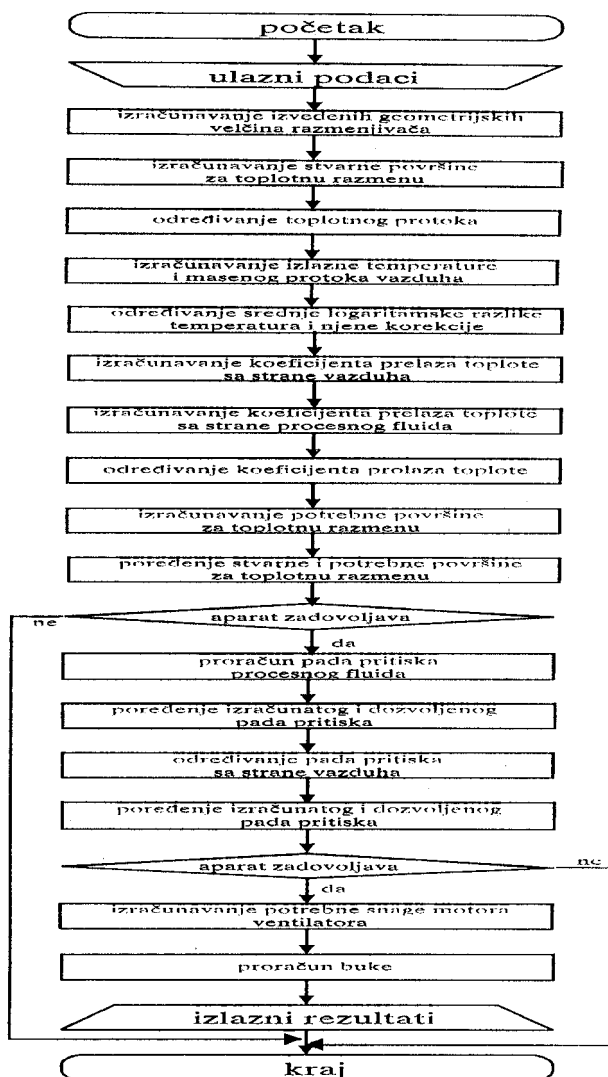 početak
ulazni podaci
izračunavanje izvedenih geometrijskih
velčina razmenjivača
izračunavanje stvarne površine
za toplotnu razmenu
određivanje toplotnog protoka
izračunavanje izlazne temperature
i masenog protoka vazduha
određivanje srednje logaritamske razlike
temperatura i njene korekcije
izračunavanje koeficijenta prelaza toplote
sa strane vazduha
izračunavanje koeficijenta prelaza toplote
sa strane procesnog fluida
određivanje koeficijenta prolaza toplote
izračunavanje potrebne površine
za toplotnu razmenu
poređenje stvarne i potrebne površine
za toplotnu razmenu
ne
aparat zadovoljava
da
proračun pada pritiska
procesnog fluida
poređenje izračunatog i dozvoljenog
pada pritiska
određivanje pada pritiska
sa strane vazduha
poređenje izračunatog i dozvoljenog
pada pritiska
aparat zadovoljava
ne
da
izračunavanje potrebne snage motora
ventilatora
proračun buke
izlazni rezultati
kraj